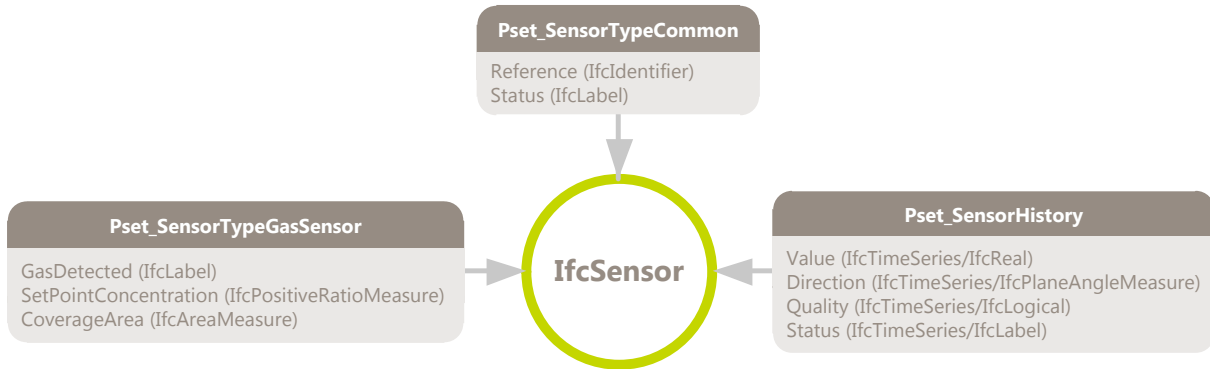 Pset_SensorTypeCommon
Reference (IfcIdentifier)
Status (IfcLabel)
Pset_SensorTypeGasSensor
GasDetected (IfcLabel)
SetPointConcentration (IfcPositiveRatioMeasure)
CoverageArea (IfcAreaMeasure)
IfcSensor
Pset_SensorHistory
Value (IfcTimeSeries/IfcReal)
Direction (IfcTimeSeries/IfcPlaneAngleMeasure)
Quality (IfcTimeSeries/IfcLogical)
Status (IfcTimeSeries/IfcLabel)